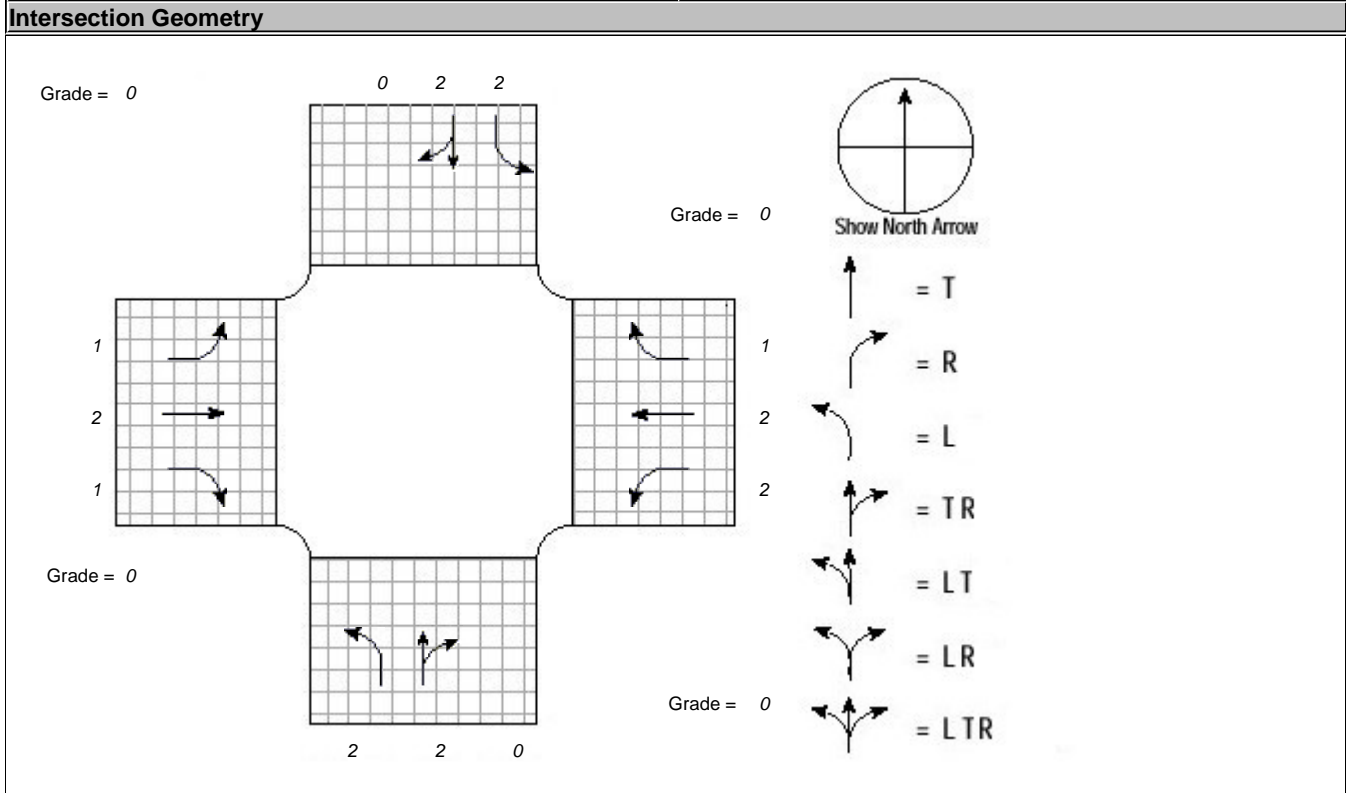 Intersection Geometry
Grade = 0
0 2 2
Grade = 0
Show North Arrow
= T
1
1
= R
2
2
= L
1
2
= TR
Grade = 0
= LT
= LR
Grade = 0
= LTR
2 2 0